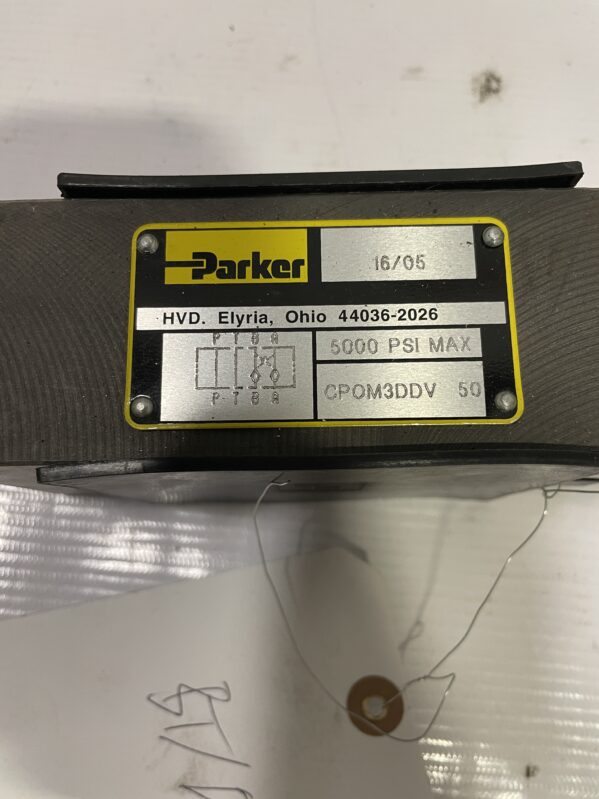 Parker
16/05
HVD. Elyria, Ohio 44036-2026
P T B A
5000 PSI MAX
P T B A
CPOM3DDV 50